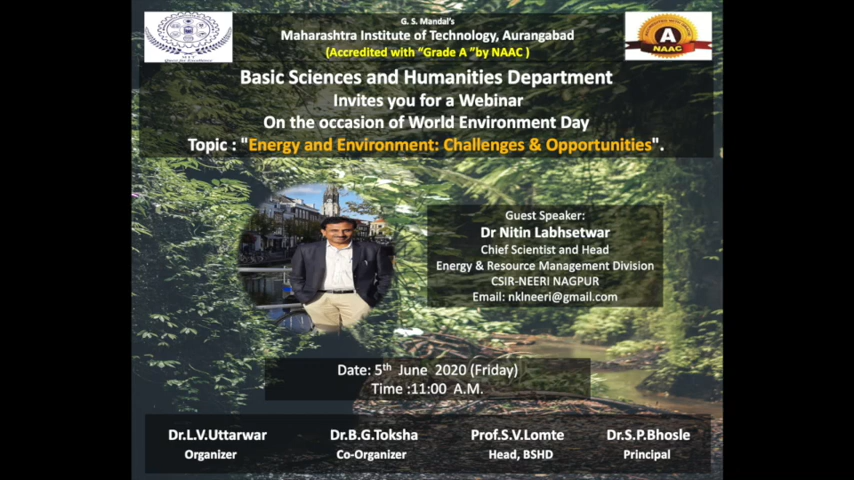 G. S. Mandal's
Maharashtra Institute of Technology, Aurangabad
(Accredited with "Grade A "by NAAC )
Basic Sciences and Humanities Department
Invites you for a Webinar
On the occasion of World Environment Day
Topic : "Energy and Environment: Challenges & Opportunities".
A
NAAC
Guest Speaker:
Dr Nitin Labhsetwar
Chief Scientist and Head
Energy & Resource Management Division
CSIR-NEERI NAGPUR
Email: nklneeri@gmail.com
Date: 5th June 2020 (Friday)
Time :11:00 A.M.
Dr.L.V.Uttarwar
Organizer
Dr.B.G.Toksha
Co-Organizer
Prof.S.V.Lomte
Head, BSHD
Dr.S.P.Bhosle
Principal